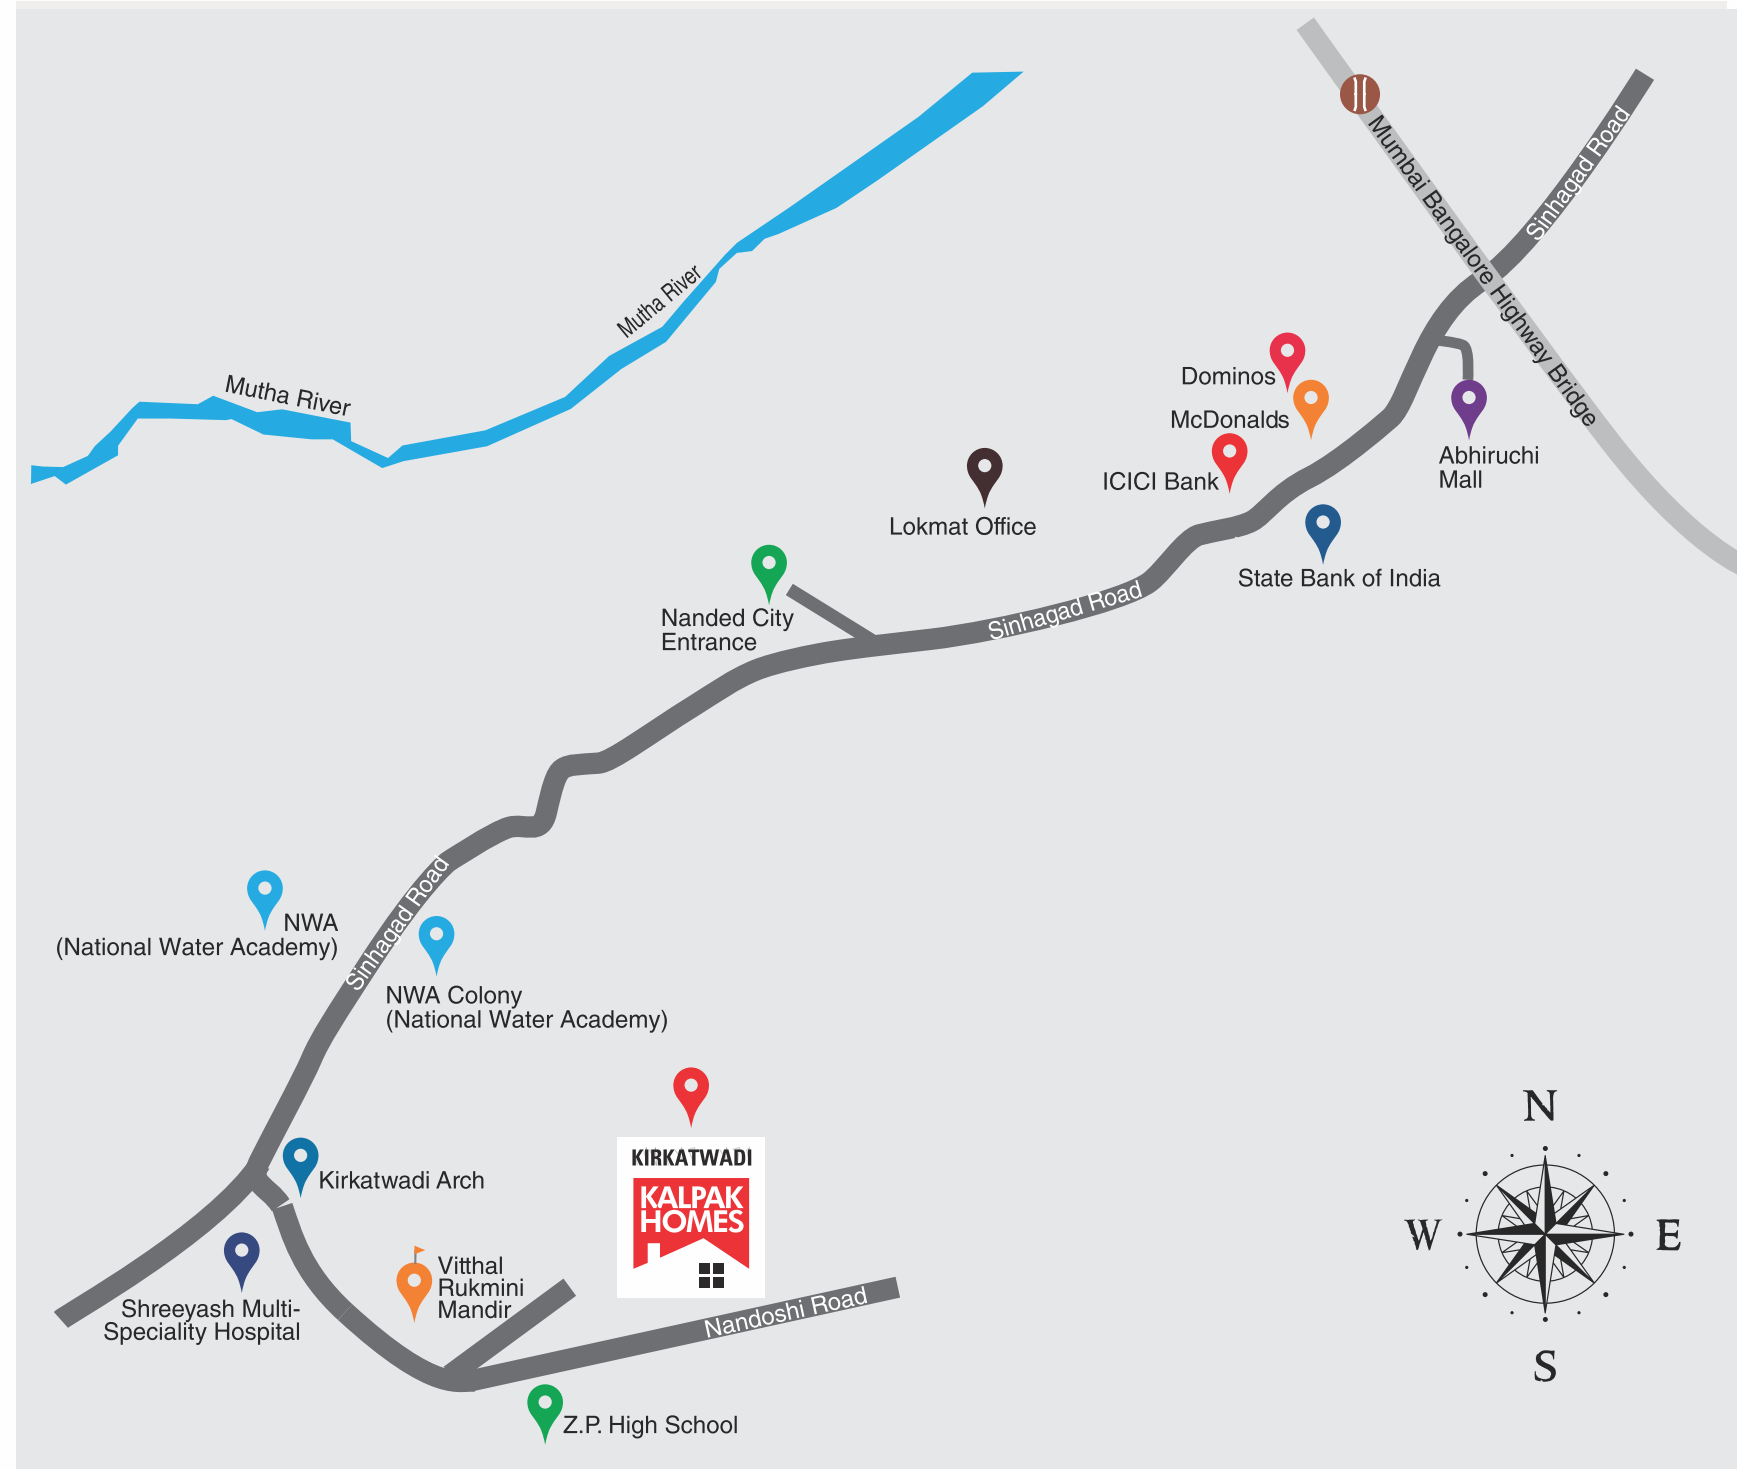 Mumbai Bangalore Highway Bridge
Sinhagad Road
Mutha River
Mutha River
Dominos
McDonalds
ICICI Bank
Abhiruchi
Mall
Lokmat Office
State Bank of India
Nanded City
Entrance
Sinhagad Road
Sinhagad Road
NWA
(National Water Academy)
NWA Colony
(National Water Academy)
Kirkatwadi Arch
KIRKATWADI
KALPAK
HOMES
Vitthal
Rukmini
Mandir
Shreeyash Multi-
Speciality Hospital
Nandoshi Road
Z.P. High School
N
W
E
S